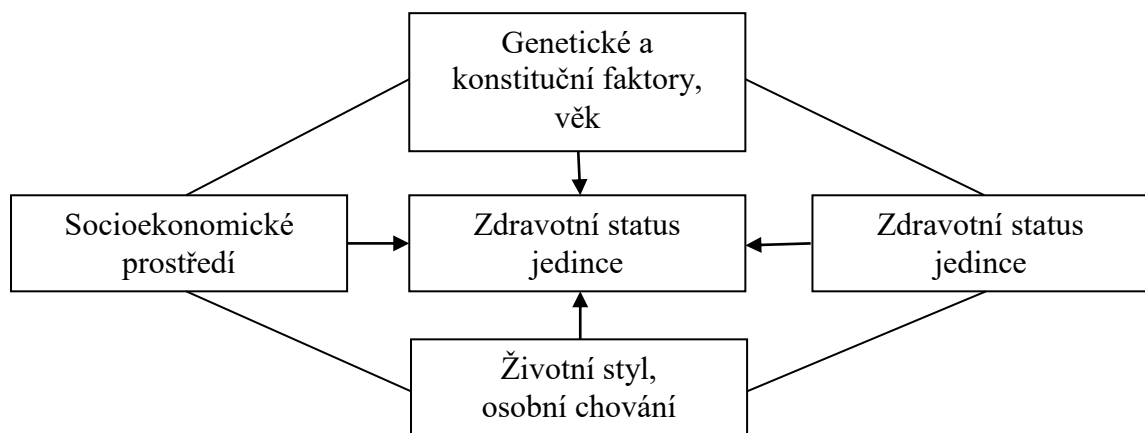 Genetické a
konstituční faktory,
věk
Socioekonomické
prostředí
Zdravotní status
jedince
Zdravotní status
jedince
Životní styl,
osobní chování